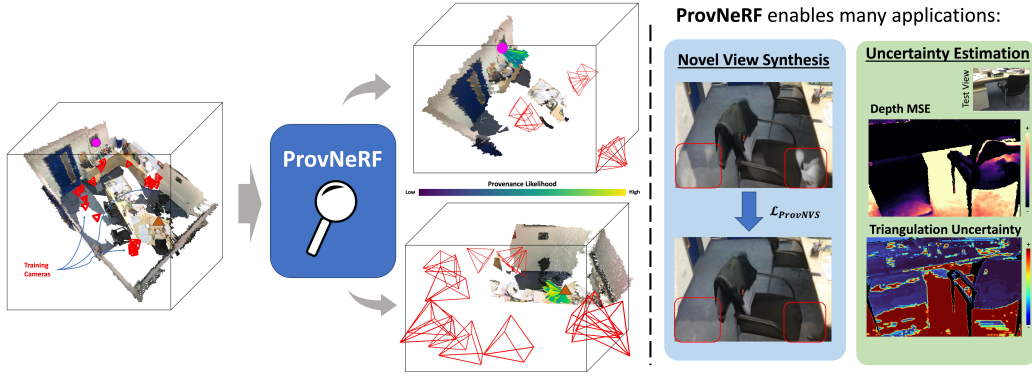 ProvNeRF enables many applications:
Training
Cameras
ProvNeRF
Provenance Likelihood
Low
High
Novel View Synthesis
ℒ_ProvNVS
Uncertainty Estimation
Test View
Depth MSE
+
-
Triangulation Uncertainty
+
-